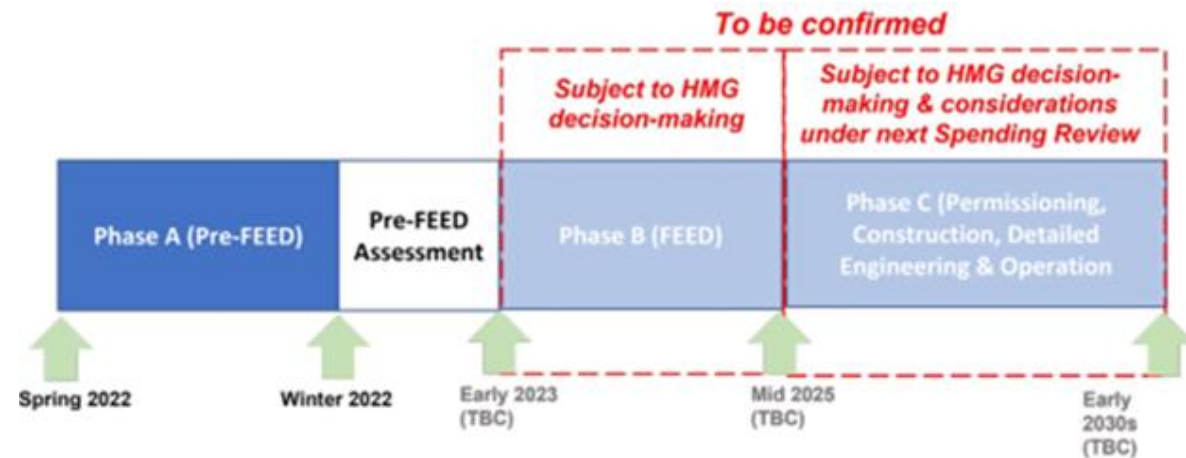 To be confirmed
Subject to HMG
decision-making
Subject to HMG decision-
making & considerations
under next Spending Review
Phase A (Pre-FEED)
Pre-FEED
Assessment
Phase B (FEED)
Phase C (Permissioning,
Construction, Detailed
Engineering & Operation
Spring 2022
Winter 2022
Early 2023
(TBC)
Mid 2025
(TBC)
Early
2030s
(TBC)